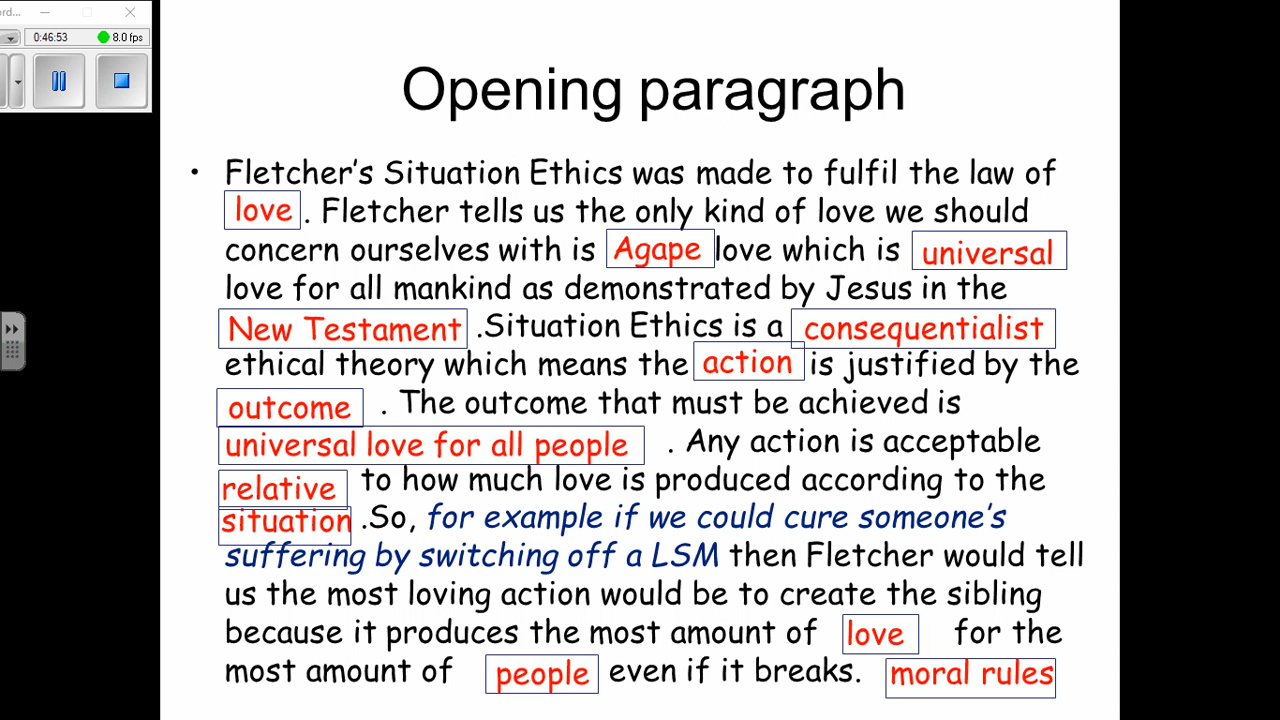 ord...
0:46:53 8.0 fps
Opening paragraph
• Fletcher's Situation Ethics was made to fulfil the law of
love . Fletcher tells us the only kind of love we should
concern ourselves with is Agape love which is universal
love for all mankind as demonstrated by Jesus in the
New Testament .Situation Ethics is a consequentialist
ethical theory which means the action is justified by the
outcome . The outcome that must be achieved is
universal love for all people . Any action is acceptable
relative to how much love is produced according to the
situation .So, for example if we could cure someone's
suffering by switching off a LSM then Fletcher would tell
us the most loving action would be to create the sibling
because it produces the most amount of love for the
most amount of people even if it breaks. moral rules